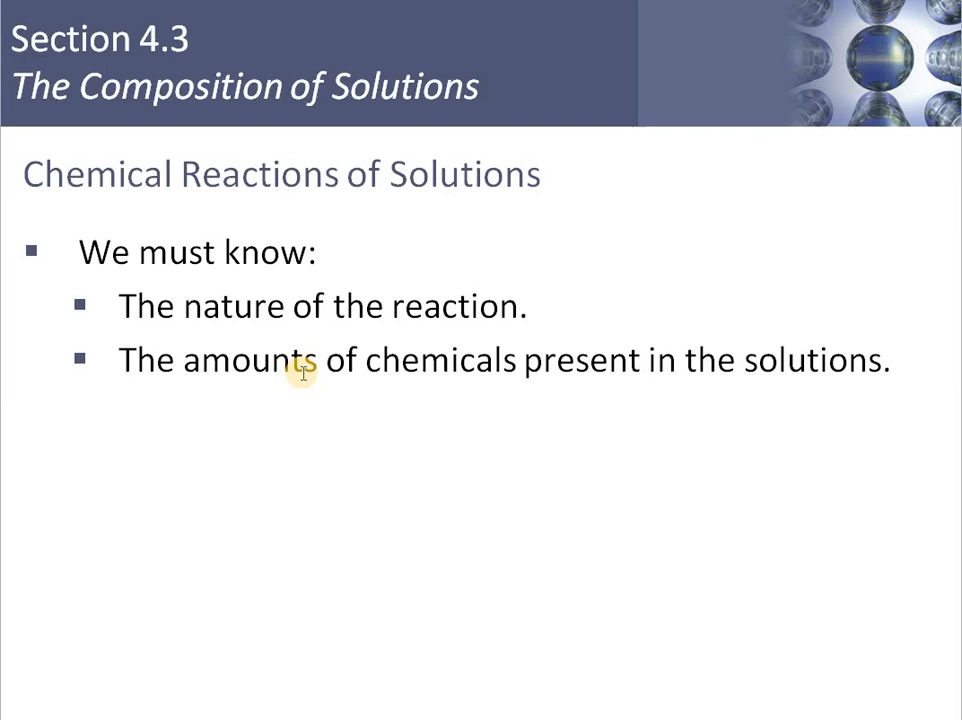 Section 4.3
The Composition of Solutions
Chemical Reactions of Solutions
We must know:
The nature of the reaction.
The amounts of chemicals present in the solutions.